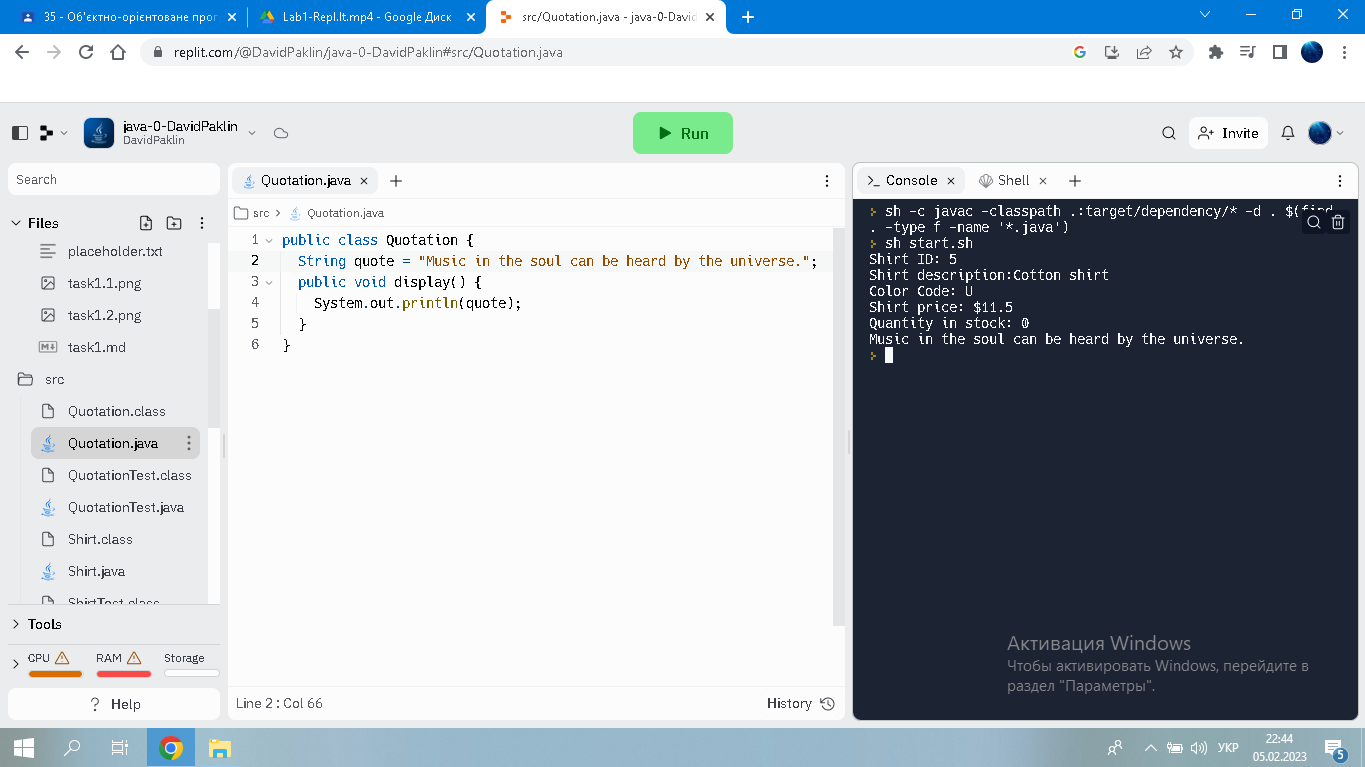 35 - Об'єктно-орієнтоване прог
Lab1-Repl.It.mp4 - Google Диск
src/Quotation.java - java-0-David
replit.com/@DavidPaklin/java-0-DavidPaklin#src/Quotation.java
java-0-DavidPaklin
DavidPaklin
Run
Invite
Search
Files
placeholder.txt
task1.1.png
task1.2.png
task1.md
src
Quotation.class
Quotation.java
QuotationTest.class
QuotationTest.java
Shirt.class
Shirt.java
ShirtTest.class
Tools
CPU
RAM
Storage
? Help
Quotation.java
src > Quotation.java
1 public class Quotation {
2 String quote = "Music in the soul can be heard by the universe.";
3 public void display() {
4 System.out.println(quote);
5 }
6 }
Line 2 : Col 66
History
>_ Console
Shell
sh -c javac -classpath .:target/dependency/* -d . $(find
. -type f -name '*.java')
sh start.sh
Shirt ID: 5
Shirt description:Cotton shirt
Color Code: U
Shirt price: $11.5
Quantity in stock: 0
Music in the soul can be heard by the universe.
Активация Windows
Чтобы активировать Windows, перейдите в
раздел "Параметры".
УКР
22:44
05.02.2023
5